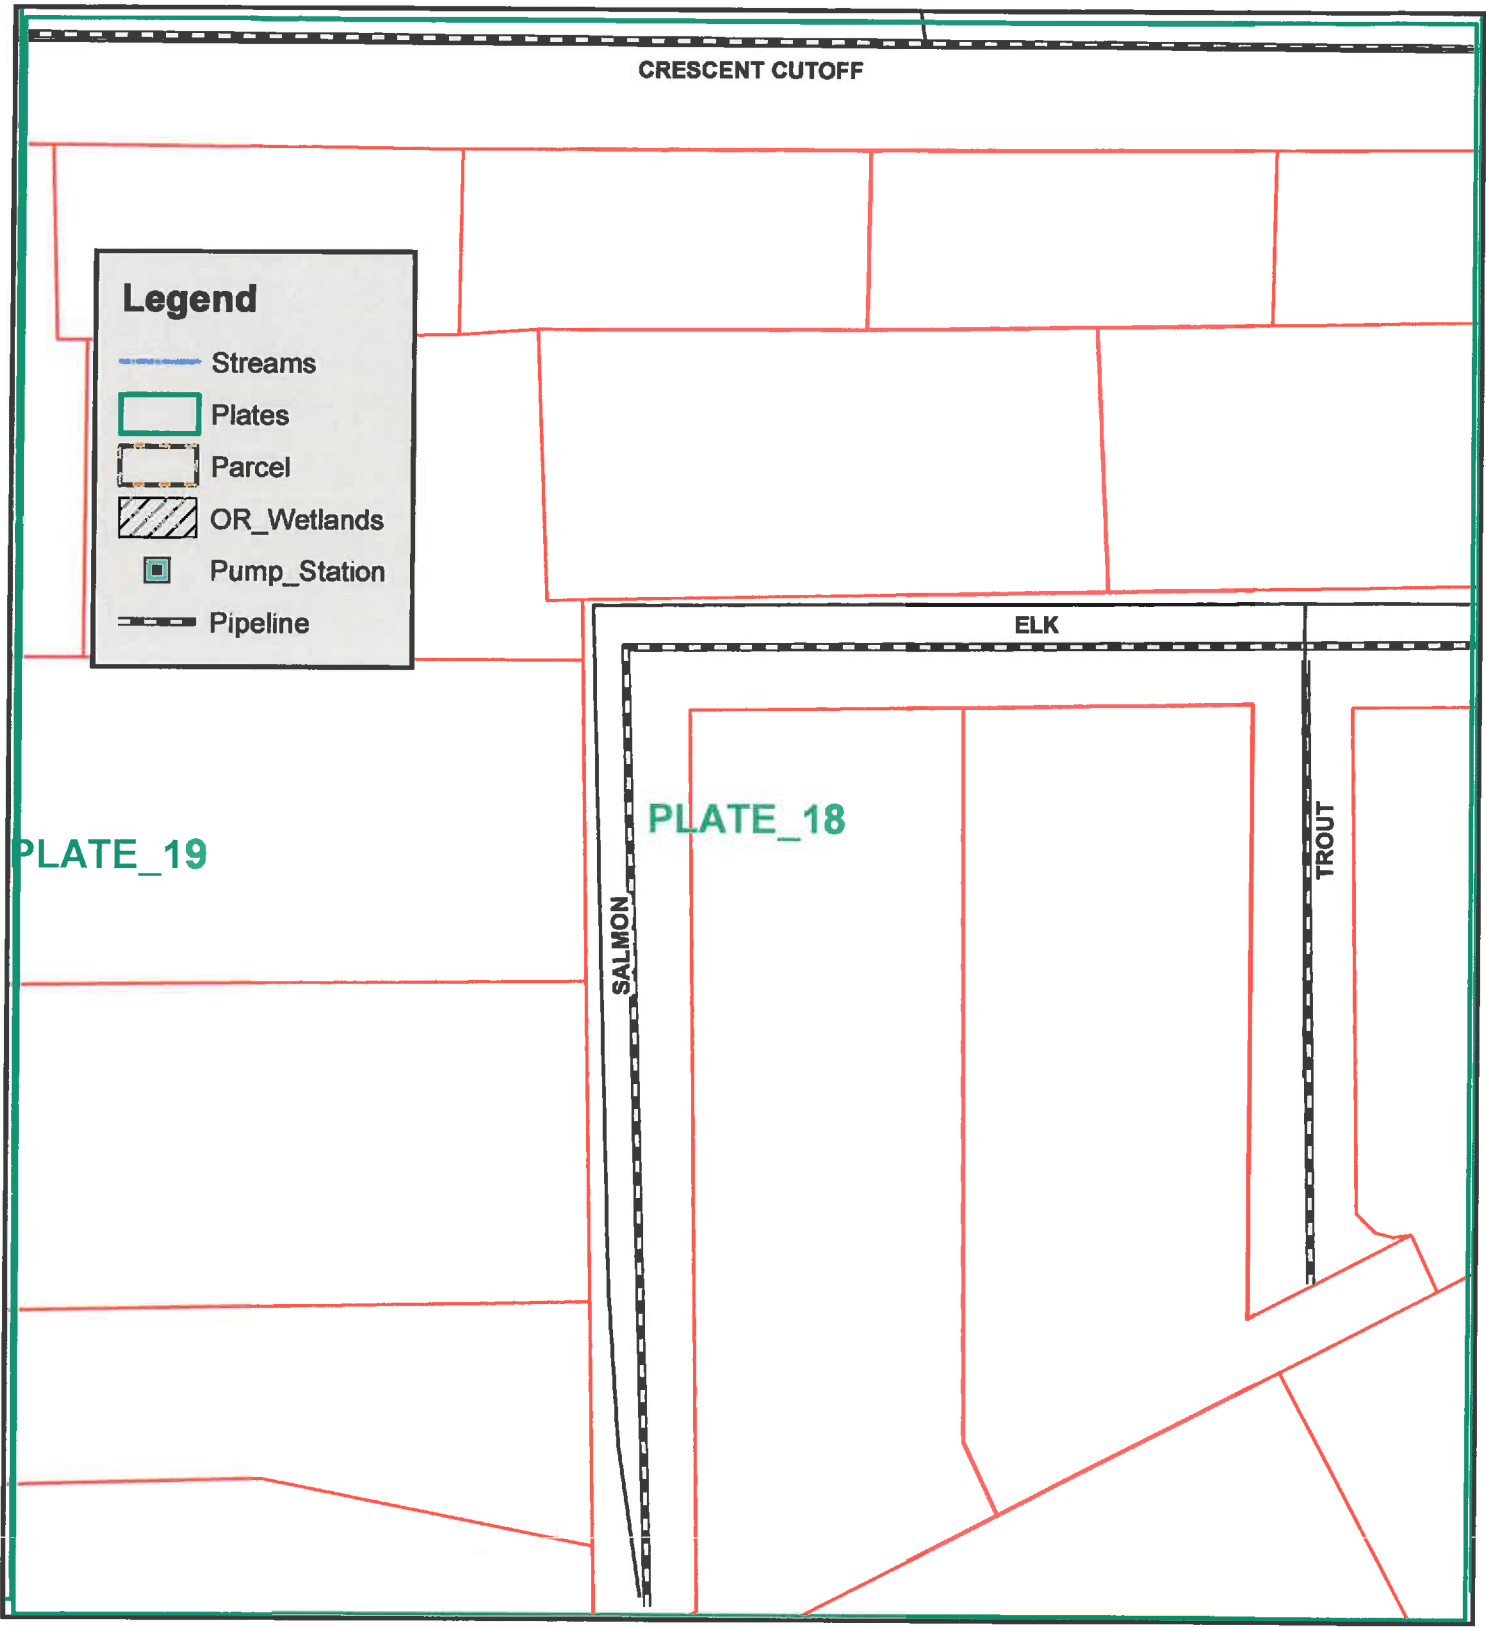 CRESCENT CUTOFF
Legend
Streams
Plates
Parcel
OR_Wetlands
Pump_Station
Pipeline
ELK
PLATE_18
TROUT
PLATE_19
SALMON